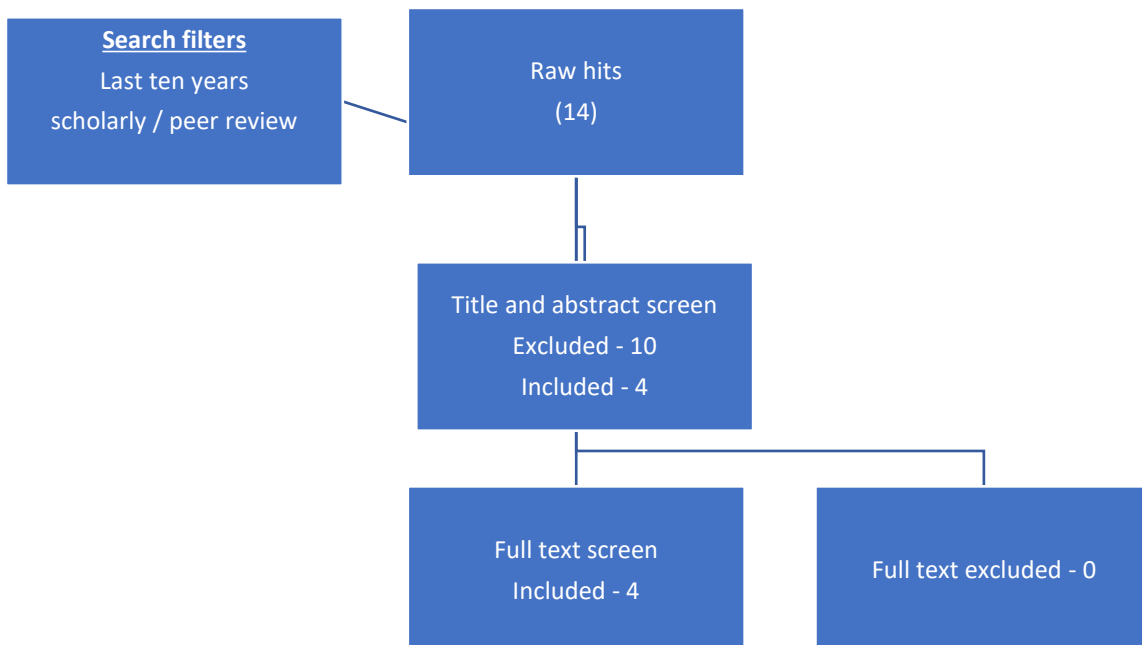 Search filters
Last ten years
scholarly / peer review
Raw hits
(14)
Title and abstract screen
Excluded - 10
Included - 4
Full text screen
Included - 4
Full text excluded - 0